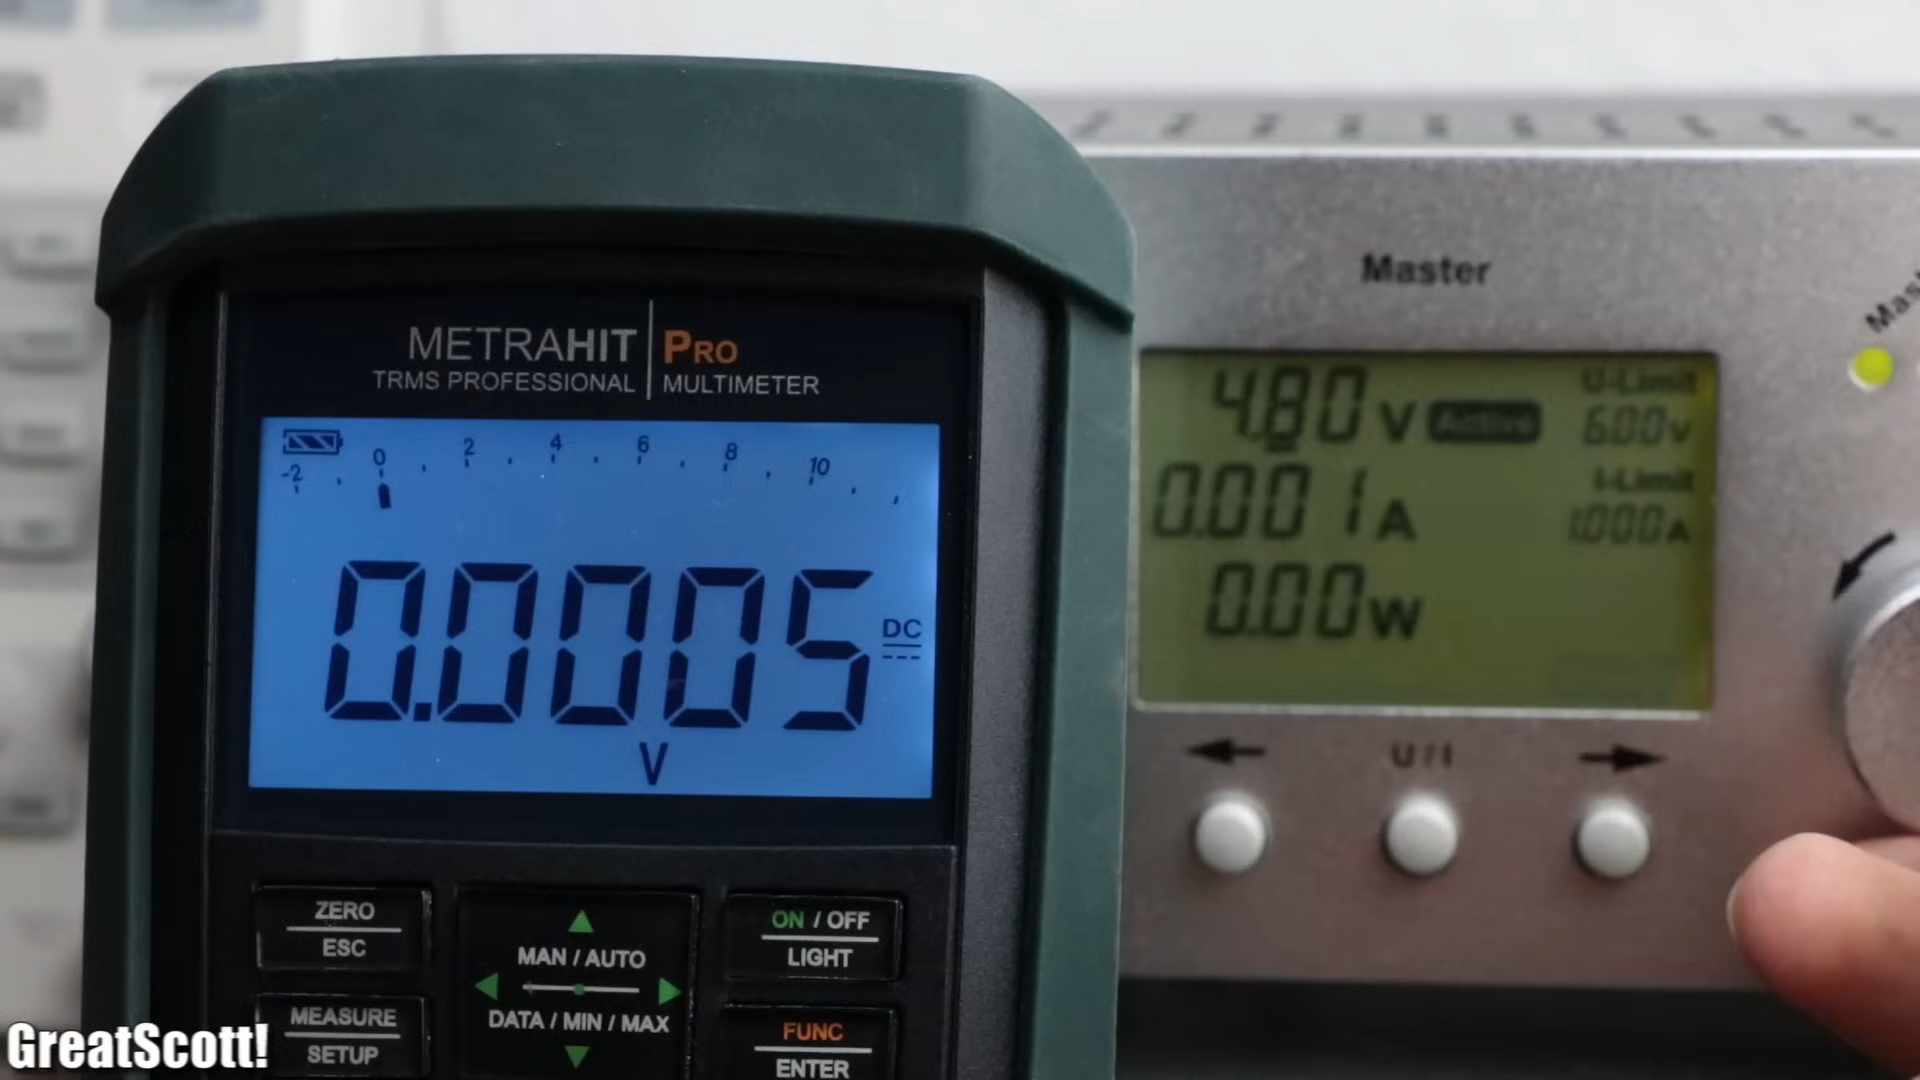 METRAHIT Pro
TRMS PROFESSIONAL MULTIMETER
-2 0 2 4 6 8 10
0.0005 DC
V
ZERO
ESC
MAN / AUTO
DATA / MIN / MAX
ON / OFF
LIGHT
MEASURE
SETUP
FUNC
ENTER
Master
4.80 V Active
U-Limit
6.00 V
0.001 A
I-Limit
1.000 A
0.00 W
U / I
GreatScott!